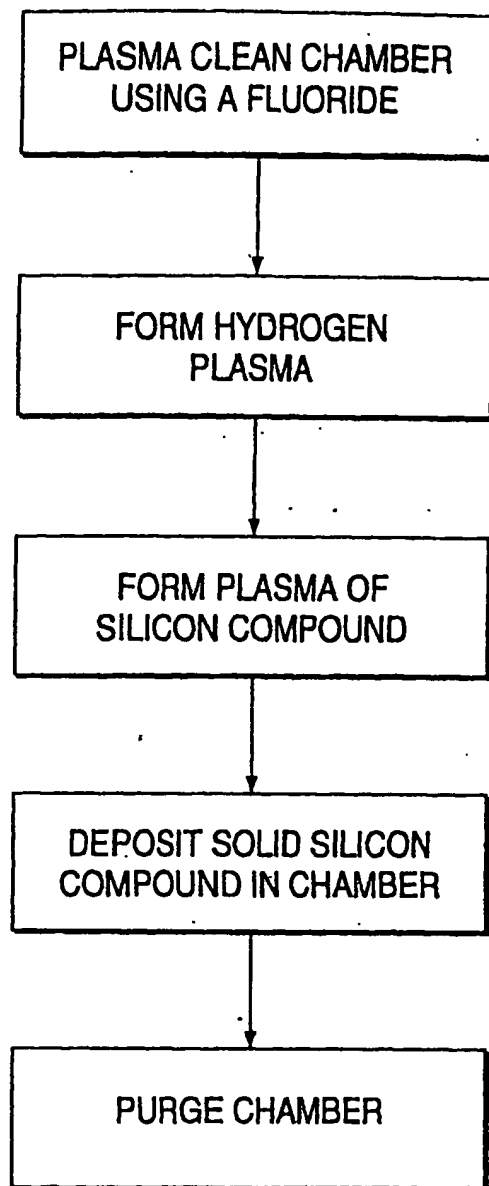 PLASMA CLEAN CHAMBER
USING A FLUORIDE
FORM HYDROGEN
PLASMA
FORM PLASMA OF
SILICON COMPOUND
DEPOSIT SOLID SILICON
COMPOUND IN CHAMBER
PURGE CHAMBER